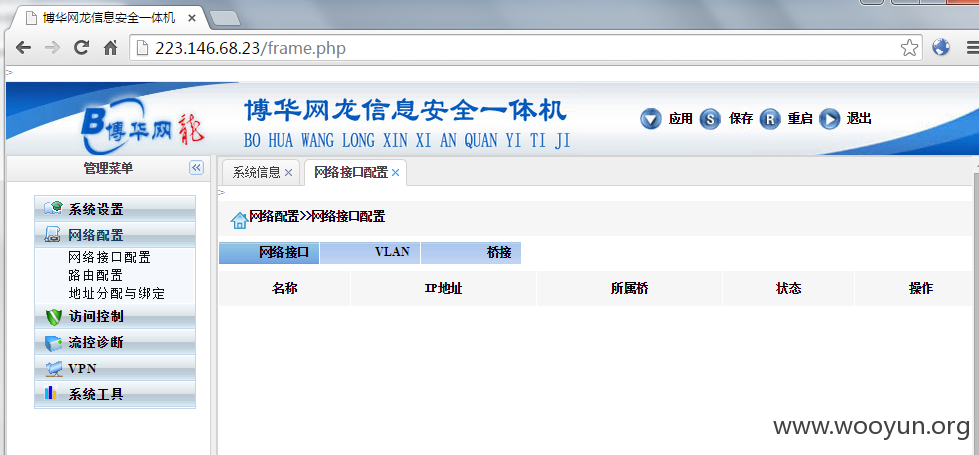 博华网龙信息安全一体机 ×
223.146.68.23/frame.php
>
B博华网龍
博华网龙信息安全一体机
BO HUA WANG LONG XIN XI AN QUAN YI TI JI
应用 S 保存 R 重启 退出
管理菜单
系统设置
网络配置
网络接口配置
路由配置
地址分配与绑定
访问控制
流控诊断
VPN
系统工具
系统信息 × 网络接口配置 ×
>
网络配置>>网络接口配置
网络接口 VLAN 桥接
名称 IP地址 所属桥 状态 操作
www.wooyun.org